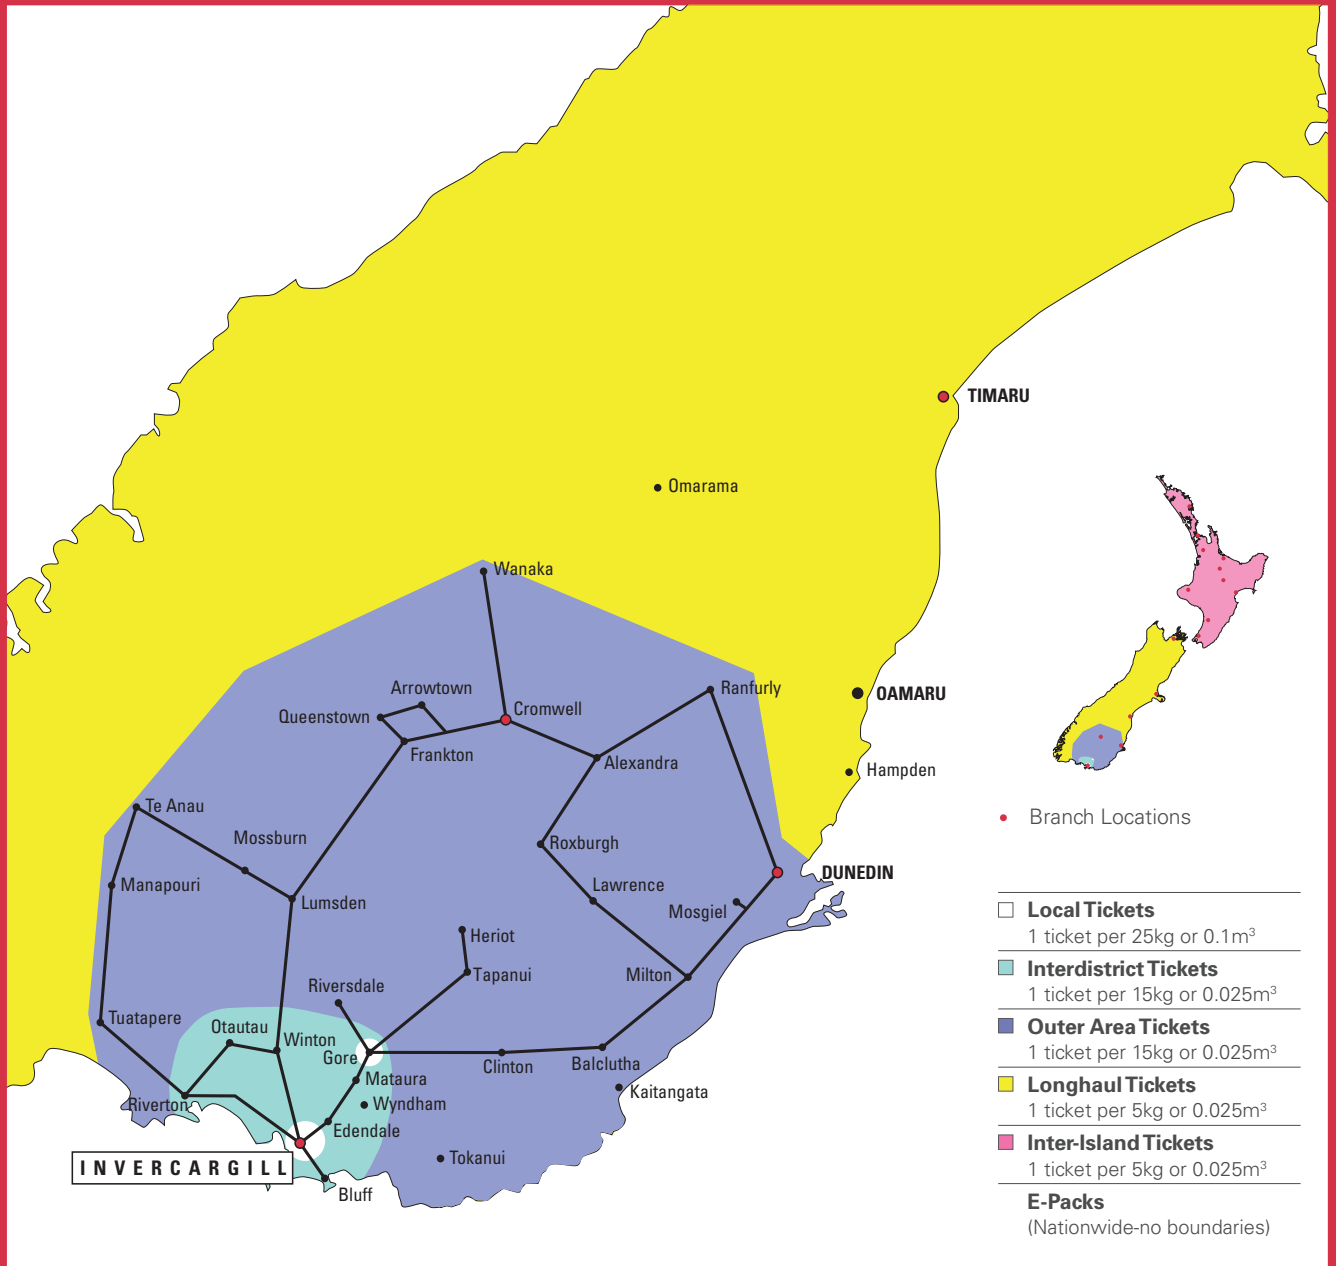 TIMARU
Omarama
Wanaka
Arrowtown
Ranfurly
OAMARU
Queenstown
Cromwell
Frankton
Alexandra
Hampden
Te Anau
Branch Locations
Mossburn
Roxburgh
DUNEDIN
Manapouri
Lawrence
Lumsden
Mosgiel
Heriot
Tapanui
Milton
Riversdale
Tuatapere
Otautau
Winton
Gore
Clinton
Balclutha
Mataura
Kaitangata
Riverton
Wyndham
Edendale
Tokanui
INVERCARGILL
Bluff
Local Tickets
1 ticket per 25kg or 0.1m³
Interdistrict Tickets
1 ticket per 15kg or 0.025m³
Outer Area Tickets
1 ticket per 15kg or 0.025m³
Longhaul Tickets
1 ticket per 5kg or 0.025m³
Inter-Island Tickets
1 ticket per 5kg or 0.025m³
E-Packs
(Nationwide-no boundaries)